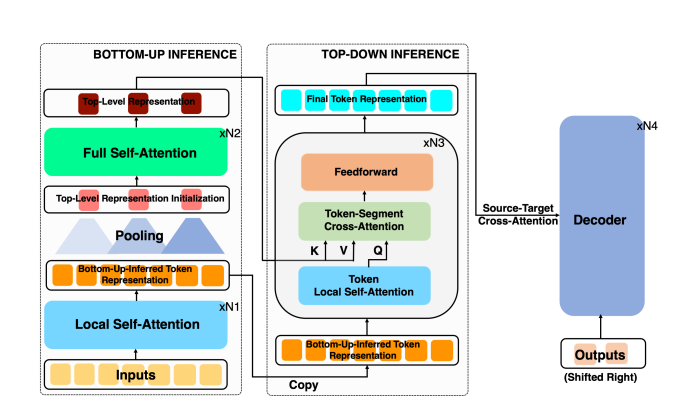 BOTTOM-UP INFERENCE
Top-Level Representation
xN2
Full Self-Attention
Top-Level Representation Initialization
Pooling
Bottom-Up-Inferred Token
Representation
xN1
Local Self-Attention
Inputs
TOP-DOWN INFERENCE
Final Token Representation
xN3
Feedforward
Token-Segment
Cross-Attention
K
V
Q
Token
Local Self-Attention
Bottom-Up-Inferred Token
Representation
Copy
Source-Target
Cross-Attention
xN4
Decoder
Outputs
(Shifted Right)